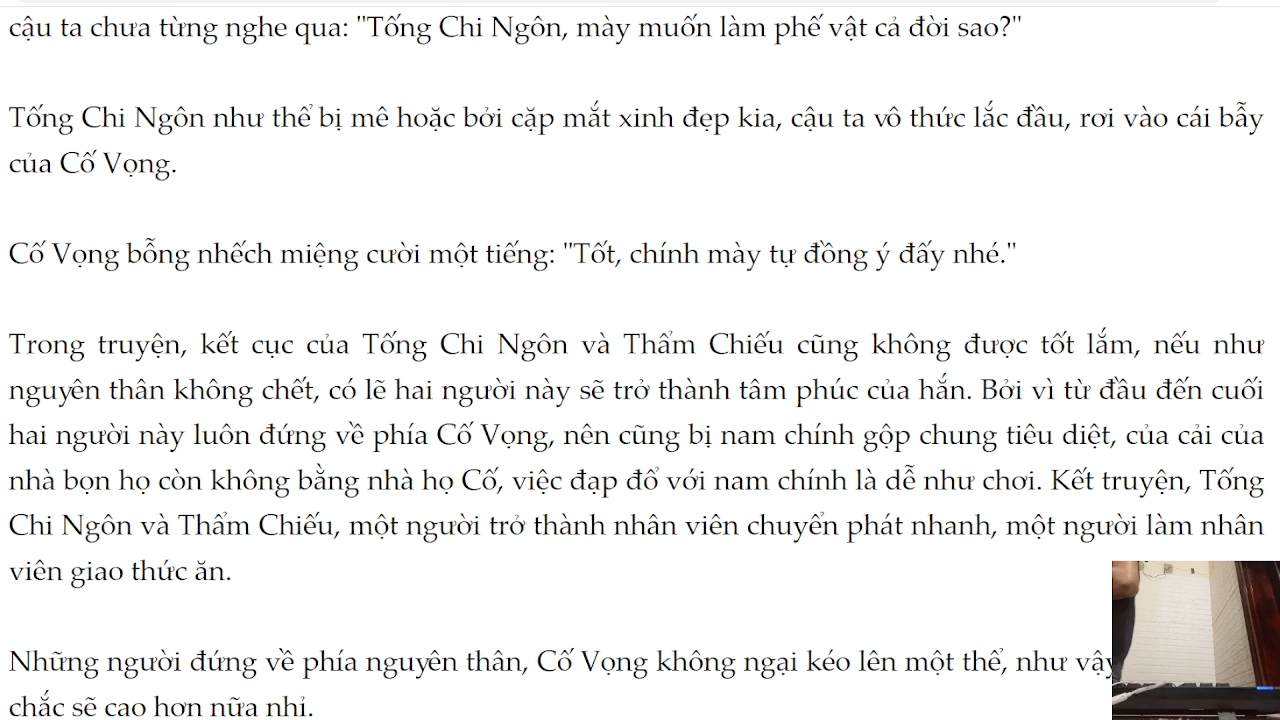 cậu ta chưa từng nghe qua: "Tống Chi Ngôn, mày muốn làm phế vật cả đời sao?"
Tống Chi Ngôn như thể bị mê hoặc bởi cặp mắt xinh đẹp kia, cậu ta vô thức lắc đầu, rơi vào cái bẫy
của Cố Vọng.
Cố Vọng bỗng nhếch miệng cười một tiếng: "Tốt, chính mày tự đồng ý đấy nhé."
Trong truyện, kết cục của Tống Chi Ngôn và Thẩm Chiếu cũng không được tốt lắm, nếu như
nguyên thân không chết, có lẽ hai người này sẽ trở thành tâm phúc của hắn. Bởi vì từ đầu đến cuối
hai người này luôn đứng về phía Cố Vọng, nên cũng bị nam chính gộp chung tiêu diệt, của cải của
nhà bọn họ còn không bằng nhà họ Cố, việc đạp đổ với nam chính là dễ như chơi. Kết truyện, Tống
Chi Ngôn và Thẩm Chiếu, một người trở thành nhân viên chuyển phát nhanh, một người làm nhân
viên giao thức ăn.
Những người đứng về phía nguyên thân, Cố Vọng không ngại kéo lên một thể, như vậy
chắc sẽ cao hơn nữa nhỉ.